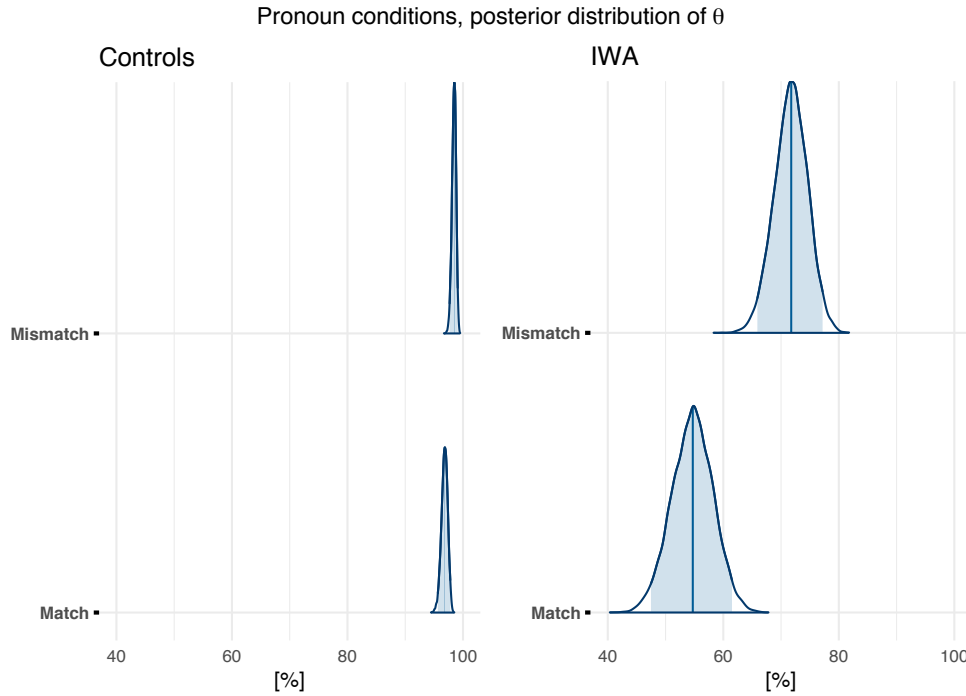 Pronoun conditions, posterior distribution of θ
Controls
Mismatch
Match
40 60 80 100
[%]
IWA
Mismatch
Match
40 60 80 100
[%]